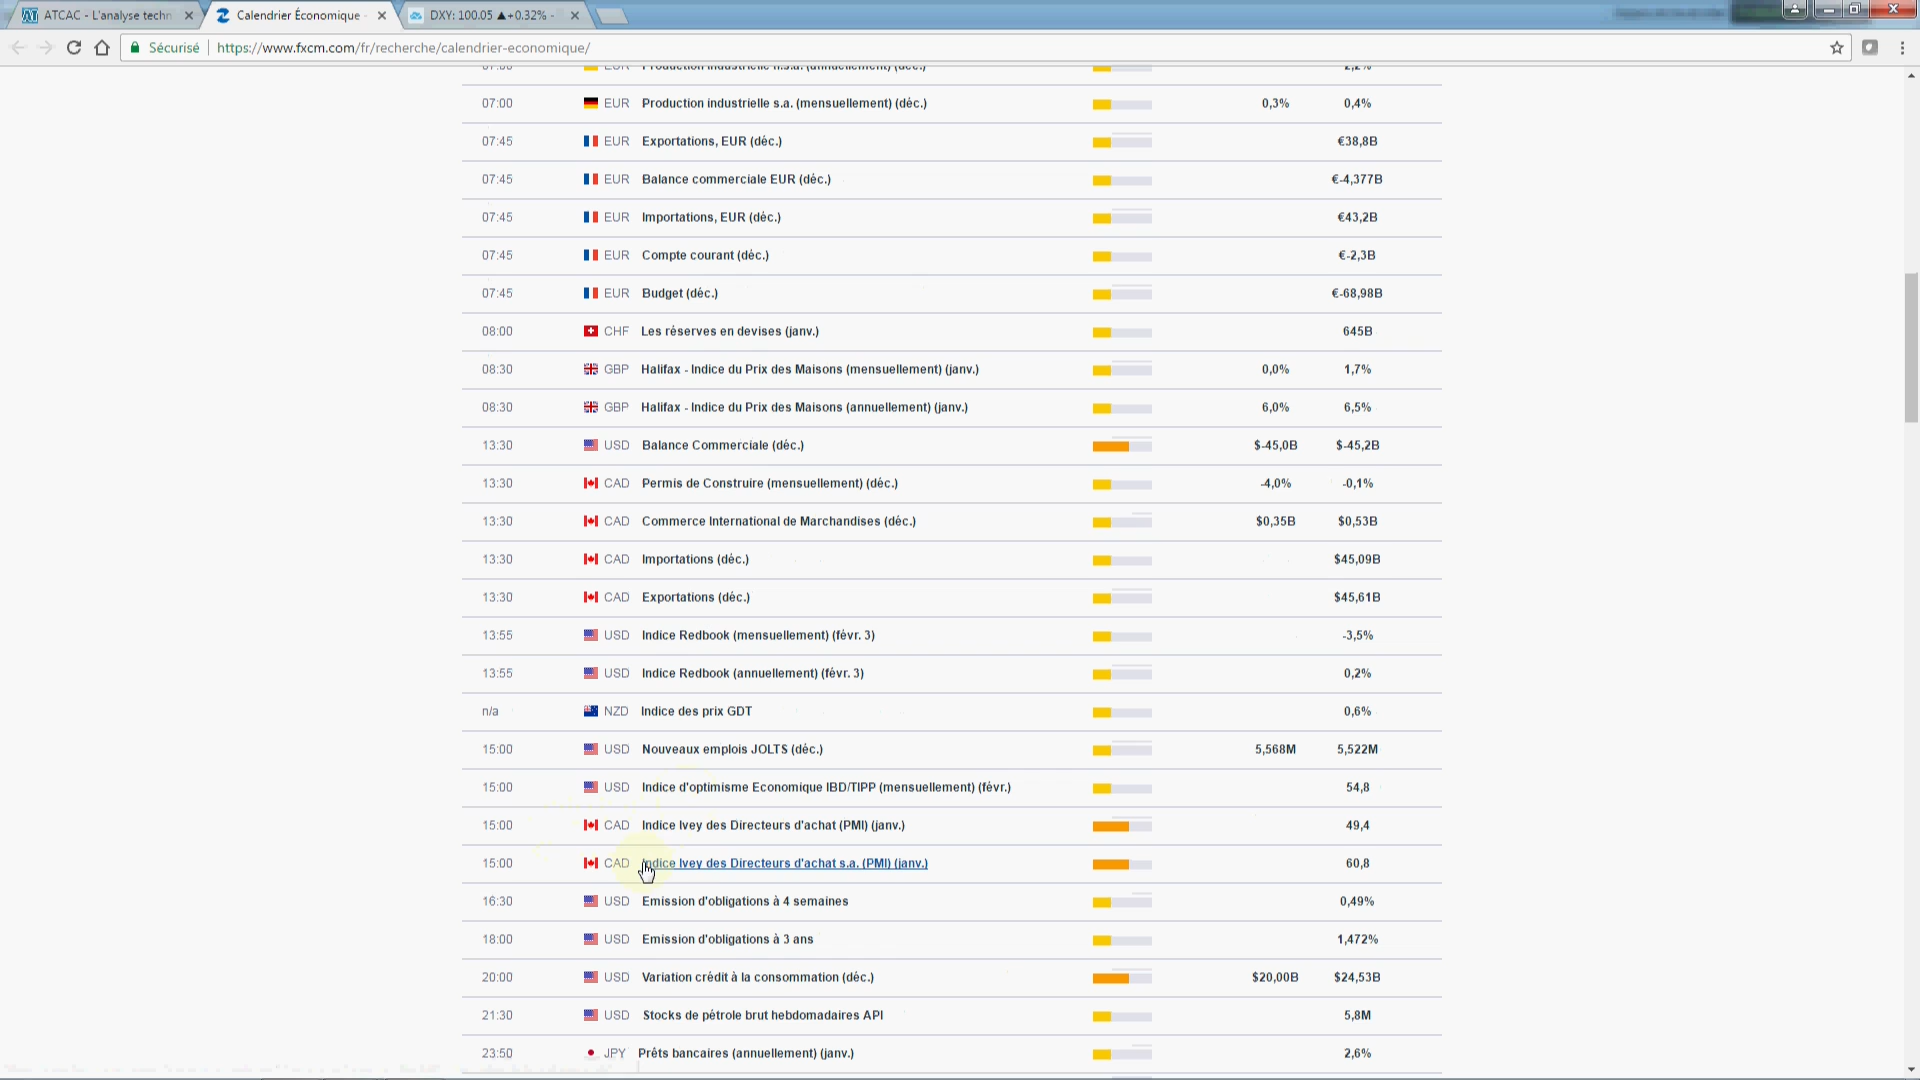 ATCAC - L'analyse techn
Calendrier Économique -
DXY: 100.05 ▲+0.32% -
Sécurisé https://www.fxcm.com/fr/recherche/calendrier-economique/
07:00 EUR Production industrielle s.a. (mensuellement) (déc.) 0,3% 0,4%
07:45 EUR Exportations, EUR (déc.) €38,8B
07:45 EUR Balance commerciale EUR (déc.) €-4,377B
07:45 EUR Importations, EUR (déc.) €43,2B
07:45 EUR Compte courant (déc.) €-2,3B
07:45 EUR Budget (déc.) €-68,98B
08:00 CHF Les réserves en devises (janv.) 645B
08:30 GBP Halifax - Indice du Prix des Maisons (mensuellement) (janv.) 0,0% 1,7%
08:30 GBP Halifax - Indice du Prix des Maisons (annuellement) (janv.) 6,0% 6,5%
13:30 USD Balance Commerciale (déc.) $-45,0B $-45,2B
13:30 CAD Permis de Construire (mensuellement) (déc.) -4,0% -0,1%
13:30 CAD Commerce International de Marchandises (déc.) $0,35B $0,53B
13:30 CAD Importations (déc.) $45,09B
13:30 CAD Exportations (déc.) $45,61B
13:55 USD Indice Redbook (mensuellement) (févr. 3) -3,5%
13:55 USD Indice Redbook (annuellement) (févr. 3) 0,2%
n/a NZD Indice des prix GDT 0,6%
15:00 USD Nouveaux emplois JOLTS (déc.) 5,568M 5,522M
15:00 USD Indice d'optimisme Economique IBD/TIPP (mensuellement) (févr.) 54,8
15:00 CAD Indice Ivey des Directeurs d'achat (PMI) (janv.) 49,4
15:00 CAD Indice Ivey des Directeurs d'achat s.a. (PMI) (janv.) 60,8
16:30 USD Emission d'obligations à 4 semaines 0,49%
18:00 USD Emission d'obligations à 3 ans 1,472%
20:00 USD Variation crédit à la consommation (déc.) $20,00B $24,53B
21:30 USD Stocks de pétrole brut hebdomadaires API 5,8M
23:50 JPY Prêts bancaires (annuellement) (janv.) 2,6%